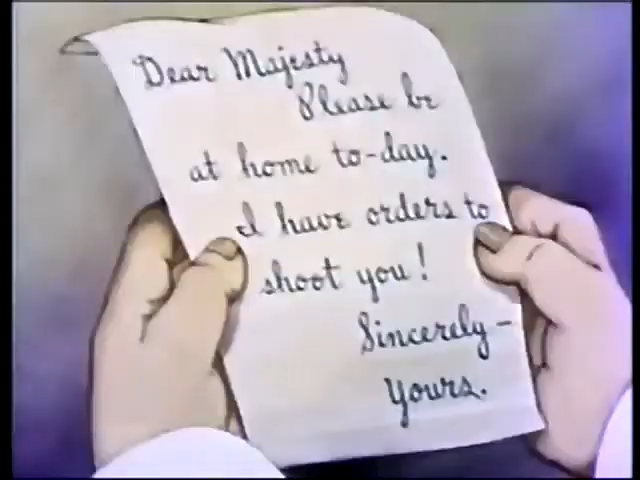 Dear Majesty
Please be
at home to-day.
I have orders to
shoot you!
Sincerely-
Yours.